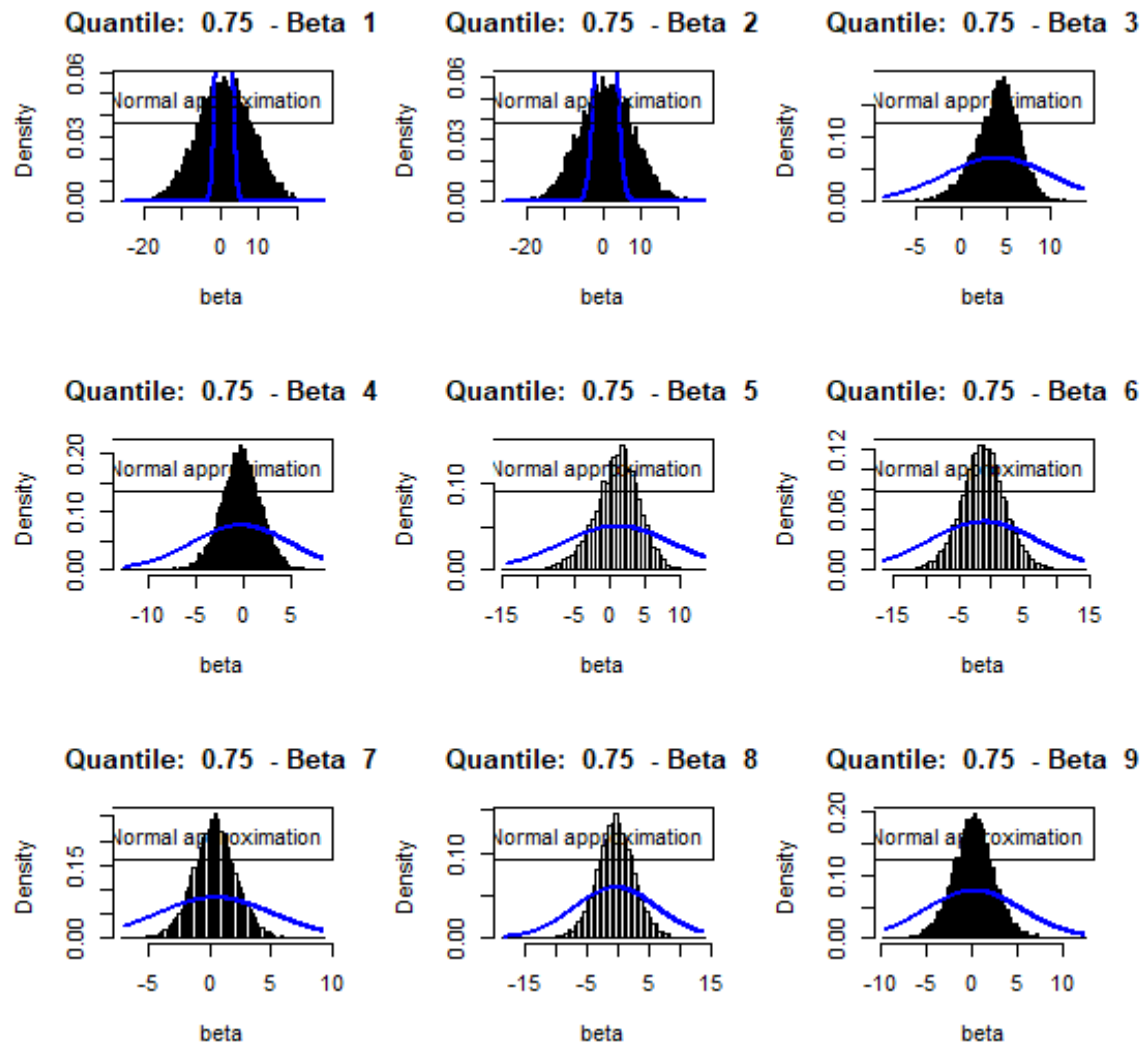 Quantile: 0.75 - Beta 1
Normal approximation
Density
0.06
0.03
0.00
-20 0 10
beta
Quantile: 0.75 - Beta 2
Normal approximation
Density
0.06
0.03
0.00
-20 0 10
beta
Quantile: 0.75 - Beta 3
Normal approximation
Density
0.10
0.00
-5 0 5 10
beta
Quantile: 0.75 - Beta 4
Normal approximation
Density
0.20
0.10
0.00
-10 -5 0 5
beta
Quantile: 0.75 - Beta 5
Normal approximation
Density
0.10
0.00
-15 -5 0 5 10
beta
Quantile: 0.75 - Beta 6
Normal approximation
Density
0.12
0.06
0.00
-15 -5 0 5 15
beta
Quantile: 0.75 - Beta 7
Normal approximation
Density
0.15
0.00
-5 0 5 10
beta
Quantile: 0.75 - Beta 8
Normal approximation
Density
0.10
0.00
-15 -5 5 15
beta
Quantile: 0.75 - Beta 9
Normal approximation
Density
0.20
0.10
0.00
-10 -5 0 5 10
beta